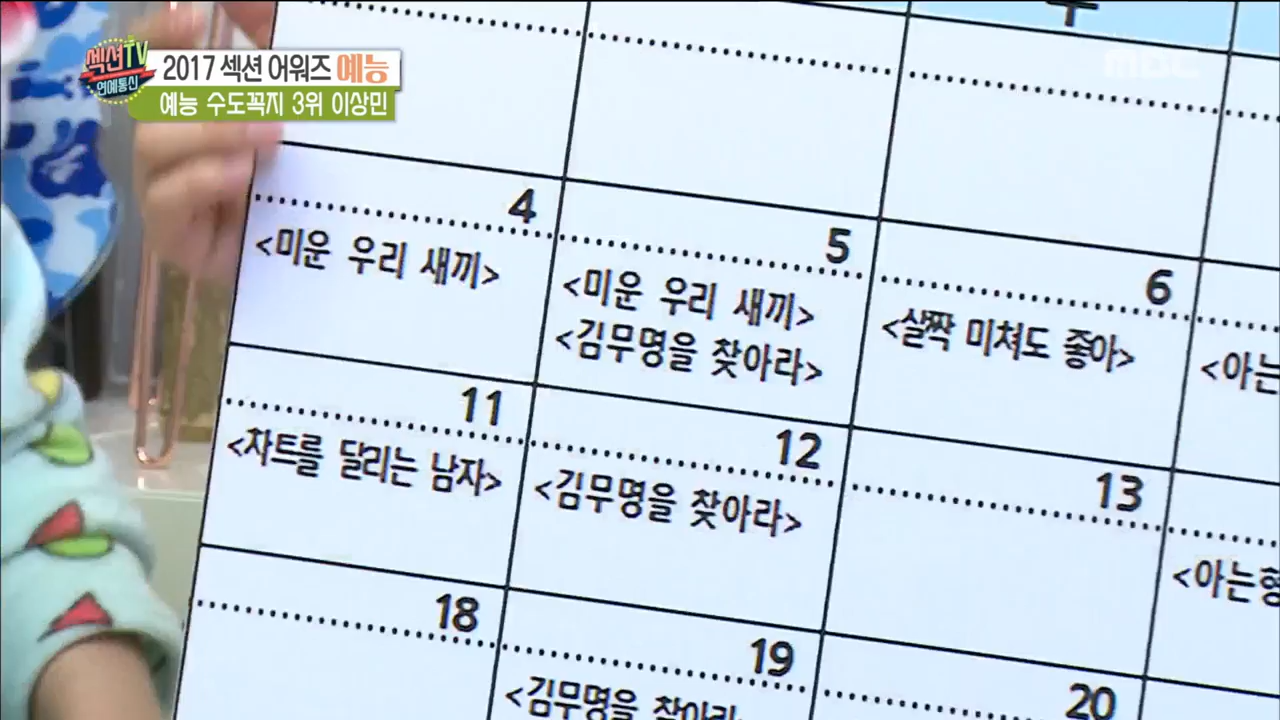 섹션TV
연예통신
2017 섹션 어워즈 예능
예능 수도꼭지 3위 이상민
MBC
4
<미운 우리 새끼>
5
<미운 우리 새끼>
<김무명을 찾아라>
6
<살짝 미쳐도 좋아>
<아는
11
<차트를 달리는 남자>
12
<김무명을 찾아라>
13
<아는형
18
19
<김무명을 찾아라
20